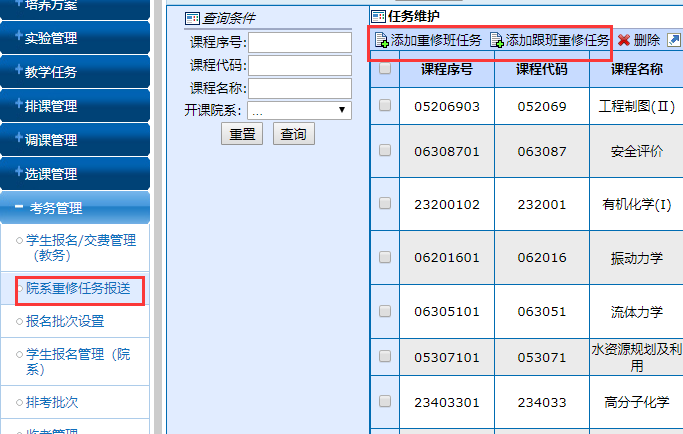 培养方案
实验管理
教学任务
排课管理
调课管理
选课管理
考务管理
学生报名/交费管理
（教务）
院系重修任务报送
报名批次设置
学生报名管理（院
系）
排考批次
监考管理
查询条件
课程序号:
课程代码:
课程名称:
开课院系: ...
重置 查询
任务维护
添加重修班任务 添加跟班重修任务 删除
课程序号 课程代码 课程名称
05206903 052069 工程制图(Ⅱ)
06308701 063087 安全评价
23200102 232001 有机化学(I)
06201601 062016 振动力学
06305101 063051 流体力学
05307101 053071 水资源规划及利
用
23403301 234033 高分子化学